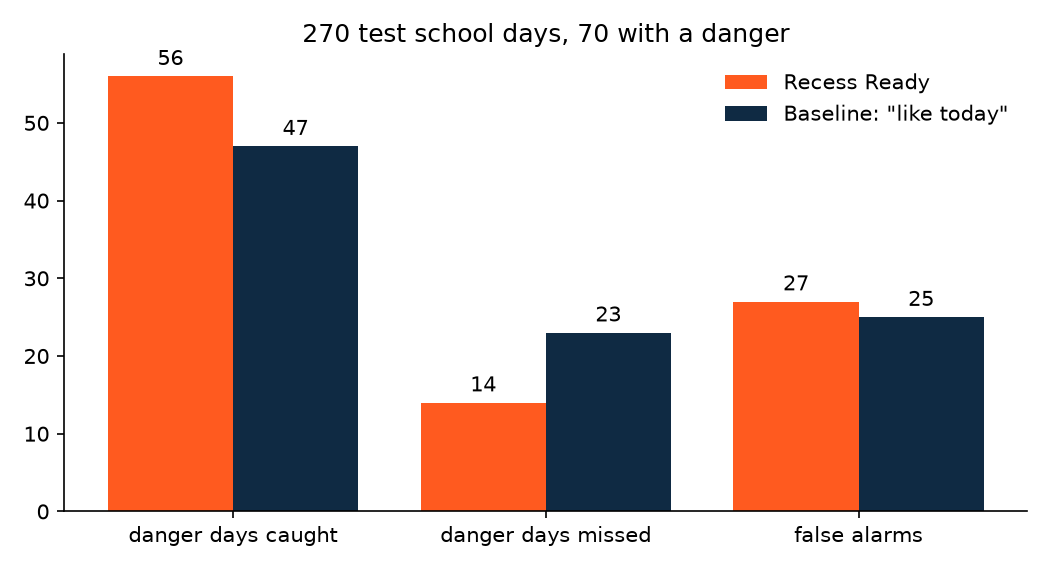 270 test school days, 70 with a danger
Recess Ready
Baseline: "like today"
56
47
14
23
27
25
50
40
30
20
10
0
danger days caught
danger days missed
false alarms